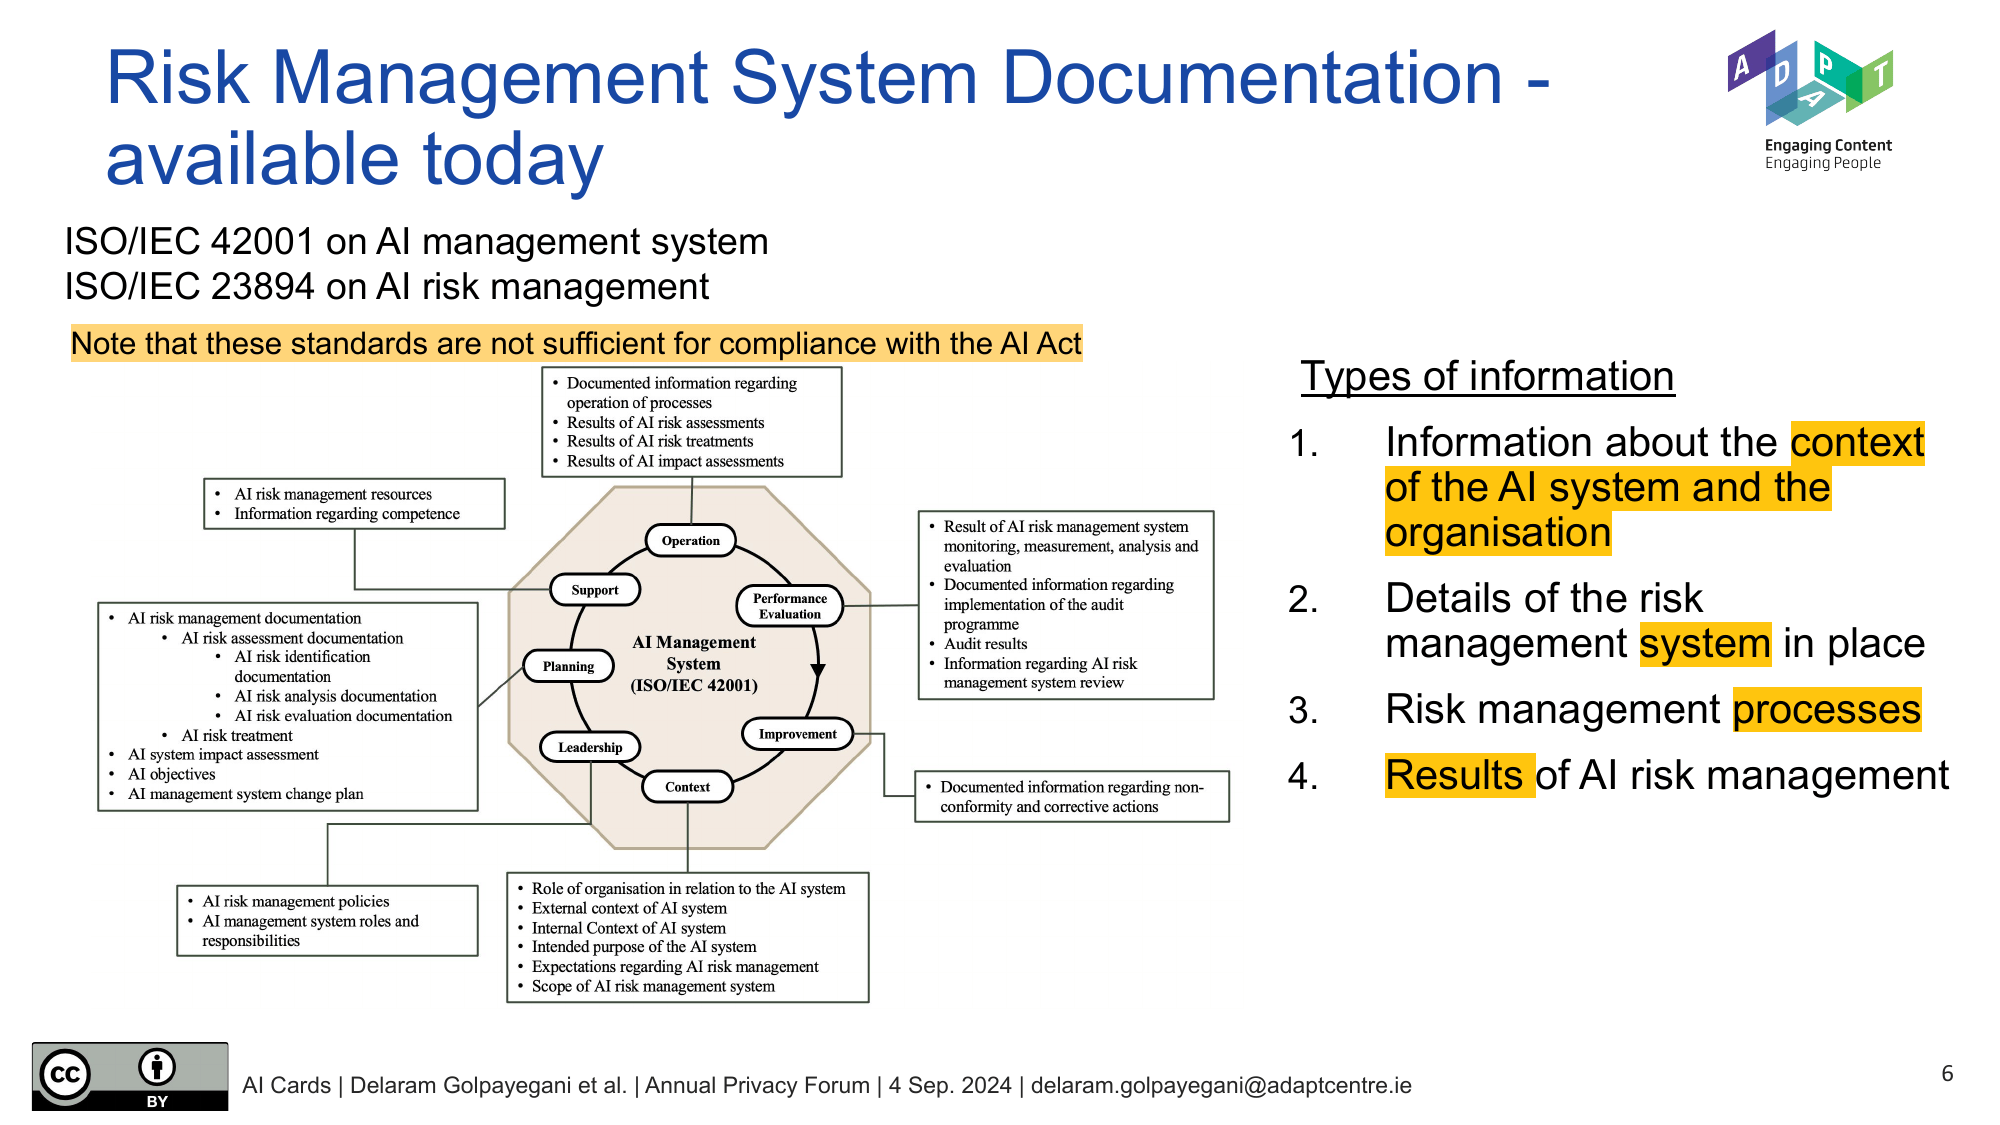 Risk Management System Documentation -
available today
A D A P T
Engaging Content
Engaging People
ISO/IEC 42001 on AI management system
ISO/IEC 23894 on AI risk management
Note that these standards are not sufficient for compliance with the AI Act
• Documented information regarding
operation of processes
• Results of AI risk assessments
• Results of AI risk treatments
• Results of AI impact assessments
• AI risk management resources
• Information regarding competence
• Result of AI risk management system
monitoring, measurement, analysis and
evaluation
• Documented information regarding
implementation of the audit
programme
• Audit results
• Information regarding AI risk
management system review
• AI risk management documentation
• AI risk assessment documentation
• AI risk identification
documentation
• AI risk analysis documentation
• AI risk evaluation documentation
• AI risk treatment
• AI system impact assessment
• AI objectives
• AI management system change plan
Operation
Support
Performance
Evaluation
AI Management
System
(ISO/IEC 42001)
Planning
Improvement
Leadership
Context
• Documented information regarding non-
conformity and corrective actions
• AI risk management policies
• AI management system roles and
responsibilities
• Role of organisation in relation to the AI system
• External context of AI system
• Internal Context of AI system
• Intended purpose of the AI system
• Expectations regarding AI risk management
• Scope of AI risk management system
Types of information
1. Information about the context
of the AI system and the
organisation
2. Details of the risk
management system in place
3. Risk management processes
4. Results of AI risk management
cc
BY
AI Cards | Delaram Golpayegani et al. | Annual Privacy Forum | 4 Sep. 2024 | delaram.golpayegani@adaptcentre.ie
6